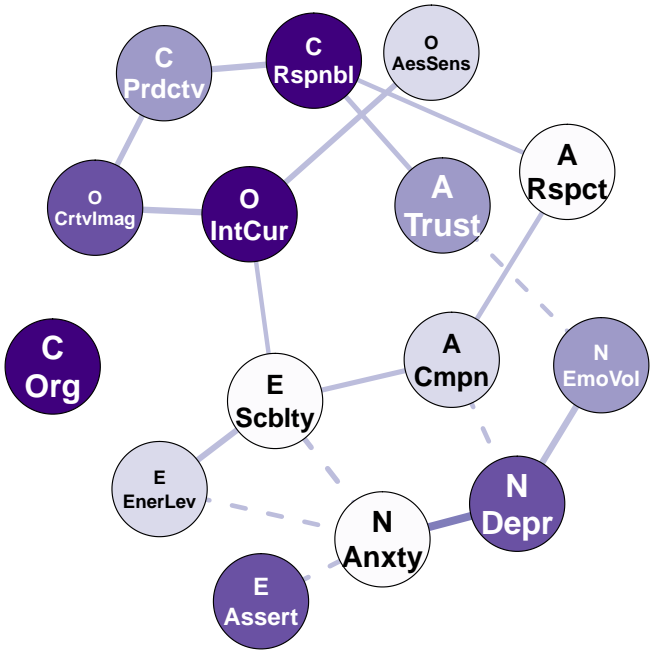 C
Prdctv
C
Rspnbl
O
AesSens
A
Rspct
O
CrtvImag
O
IntCur
A
Trust
C
Org
E
Scblty
A
Cmpn
N
EmoVol
E
EnerLev
N
Anxty
N
Depr
E
Assert